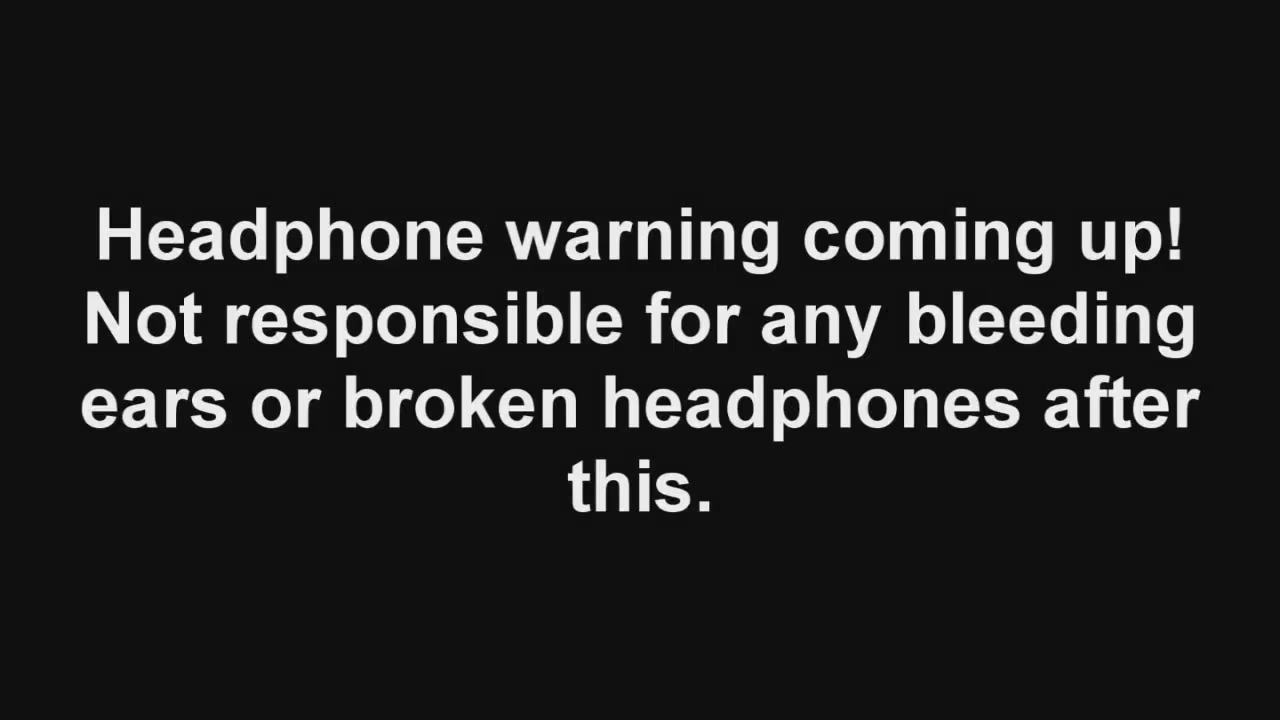 Headphone warning coming up!
Not responsible for any bleeding
ears or broken headphones after
this.